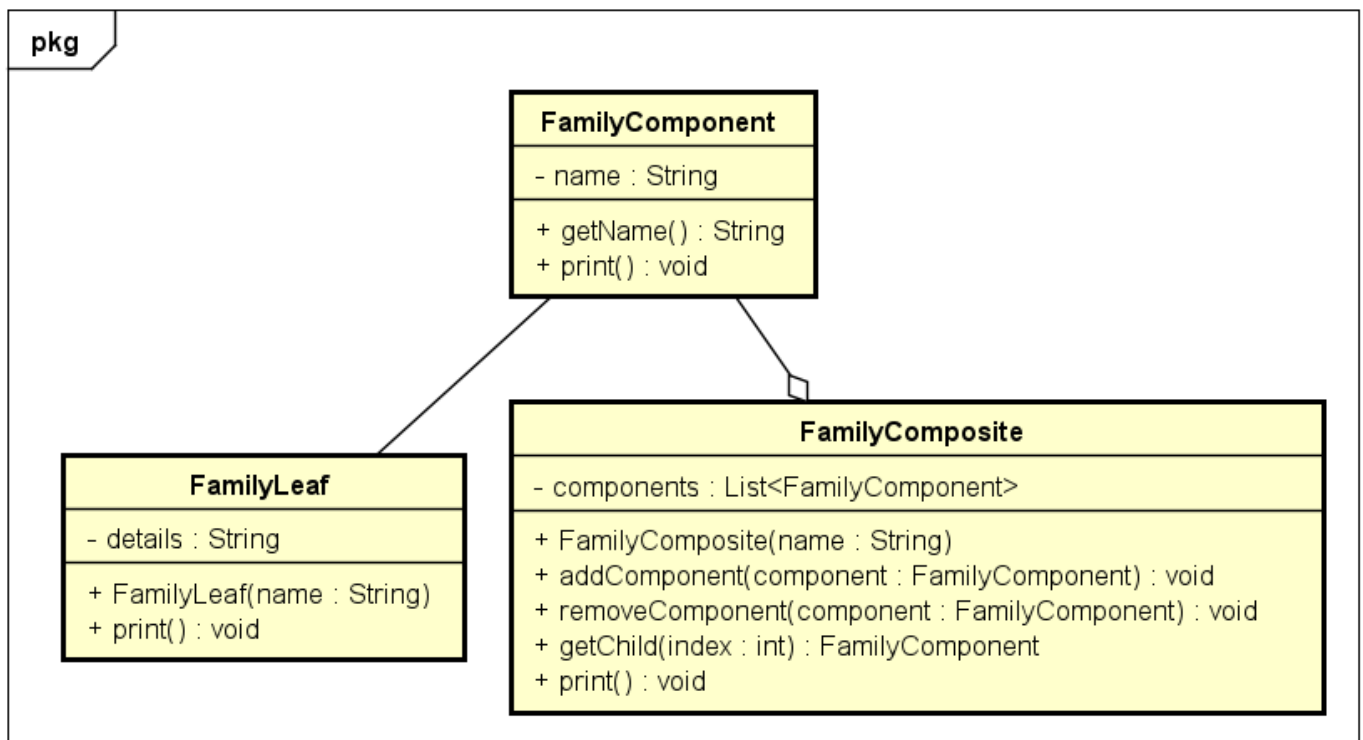 pkg
FamilyComponent
- name : String
+ getName() : String
+ print() : void
FamilyLeaf
- details : String
+ FamilyLeaf(name : String)
+ print() : void
FamilyComposite
- components : List<FamilyComponent>
+ FamilyComposite(name : String)
+ addComponent(component : FamilyComponent) : void
+ removeComponent(component : FamilyComponent) : void
+ getChild(index : int) : FamilyComponent
+ print() : void